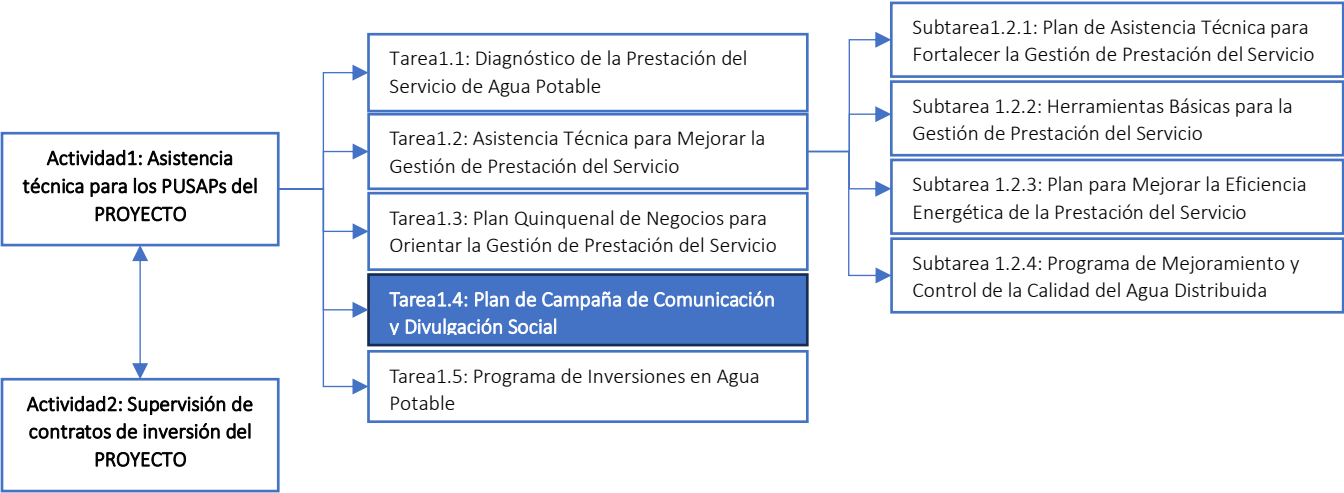 Actividad1: Asistencia
técnica para los PUSAPs del
PROYECTO
Actividad2: Supervisión de
contratos de inversión del
PROYECTO
Tarea1.1: Diagnóstico de la Prestación del
Servicio de Agua Potable
Tarea1.2: Asistencia Técnica para Mejorar la
Gestión de Prestación del Servicio
Tarea1.3: Plan Quinquenal de Negocios para
Orientar la Gestión de Prestación del Servicio
Tarea1.4: Plan de Campaña de Comunicación
y Divulgación Social
Tarea1.5: Programa de Inversiones en Agua
Potable
Subtarea1.2.1: Plan de Asistencia Técnica para
Fortalecer la Gestión de Prestación del Servicio
Subtarea 1.2.2: Herramientas Básicas para la
Gestión de Prestación del Servicio
Subtarea 1.2.3: Plan para Mejorar la Eficiencia
Energética de la Prestación del Servicio
Subtarea 1.2.4: Programa de Mejoramiento y
Control de la Calidad del Agua Distribuida